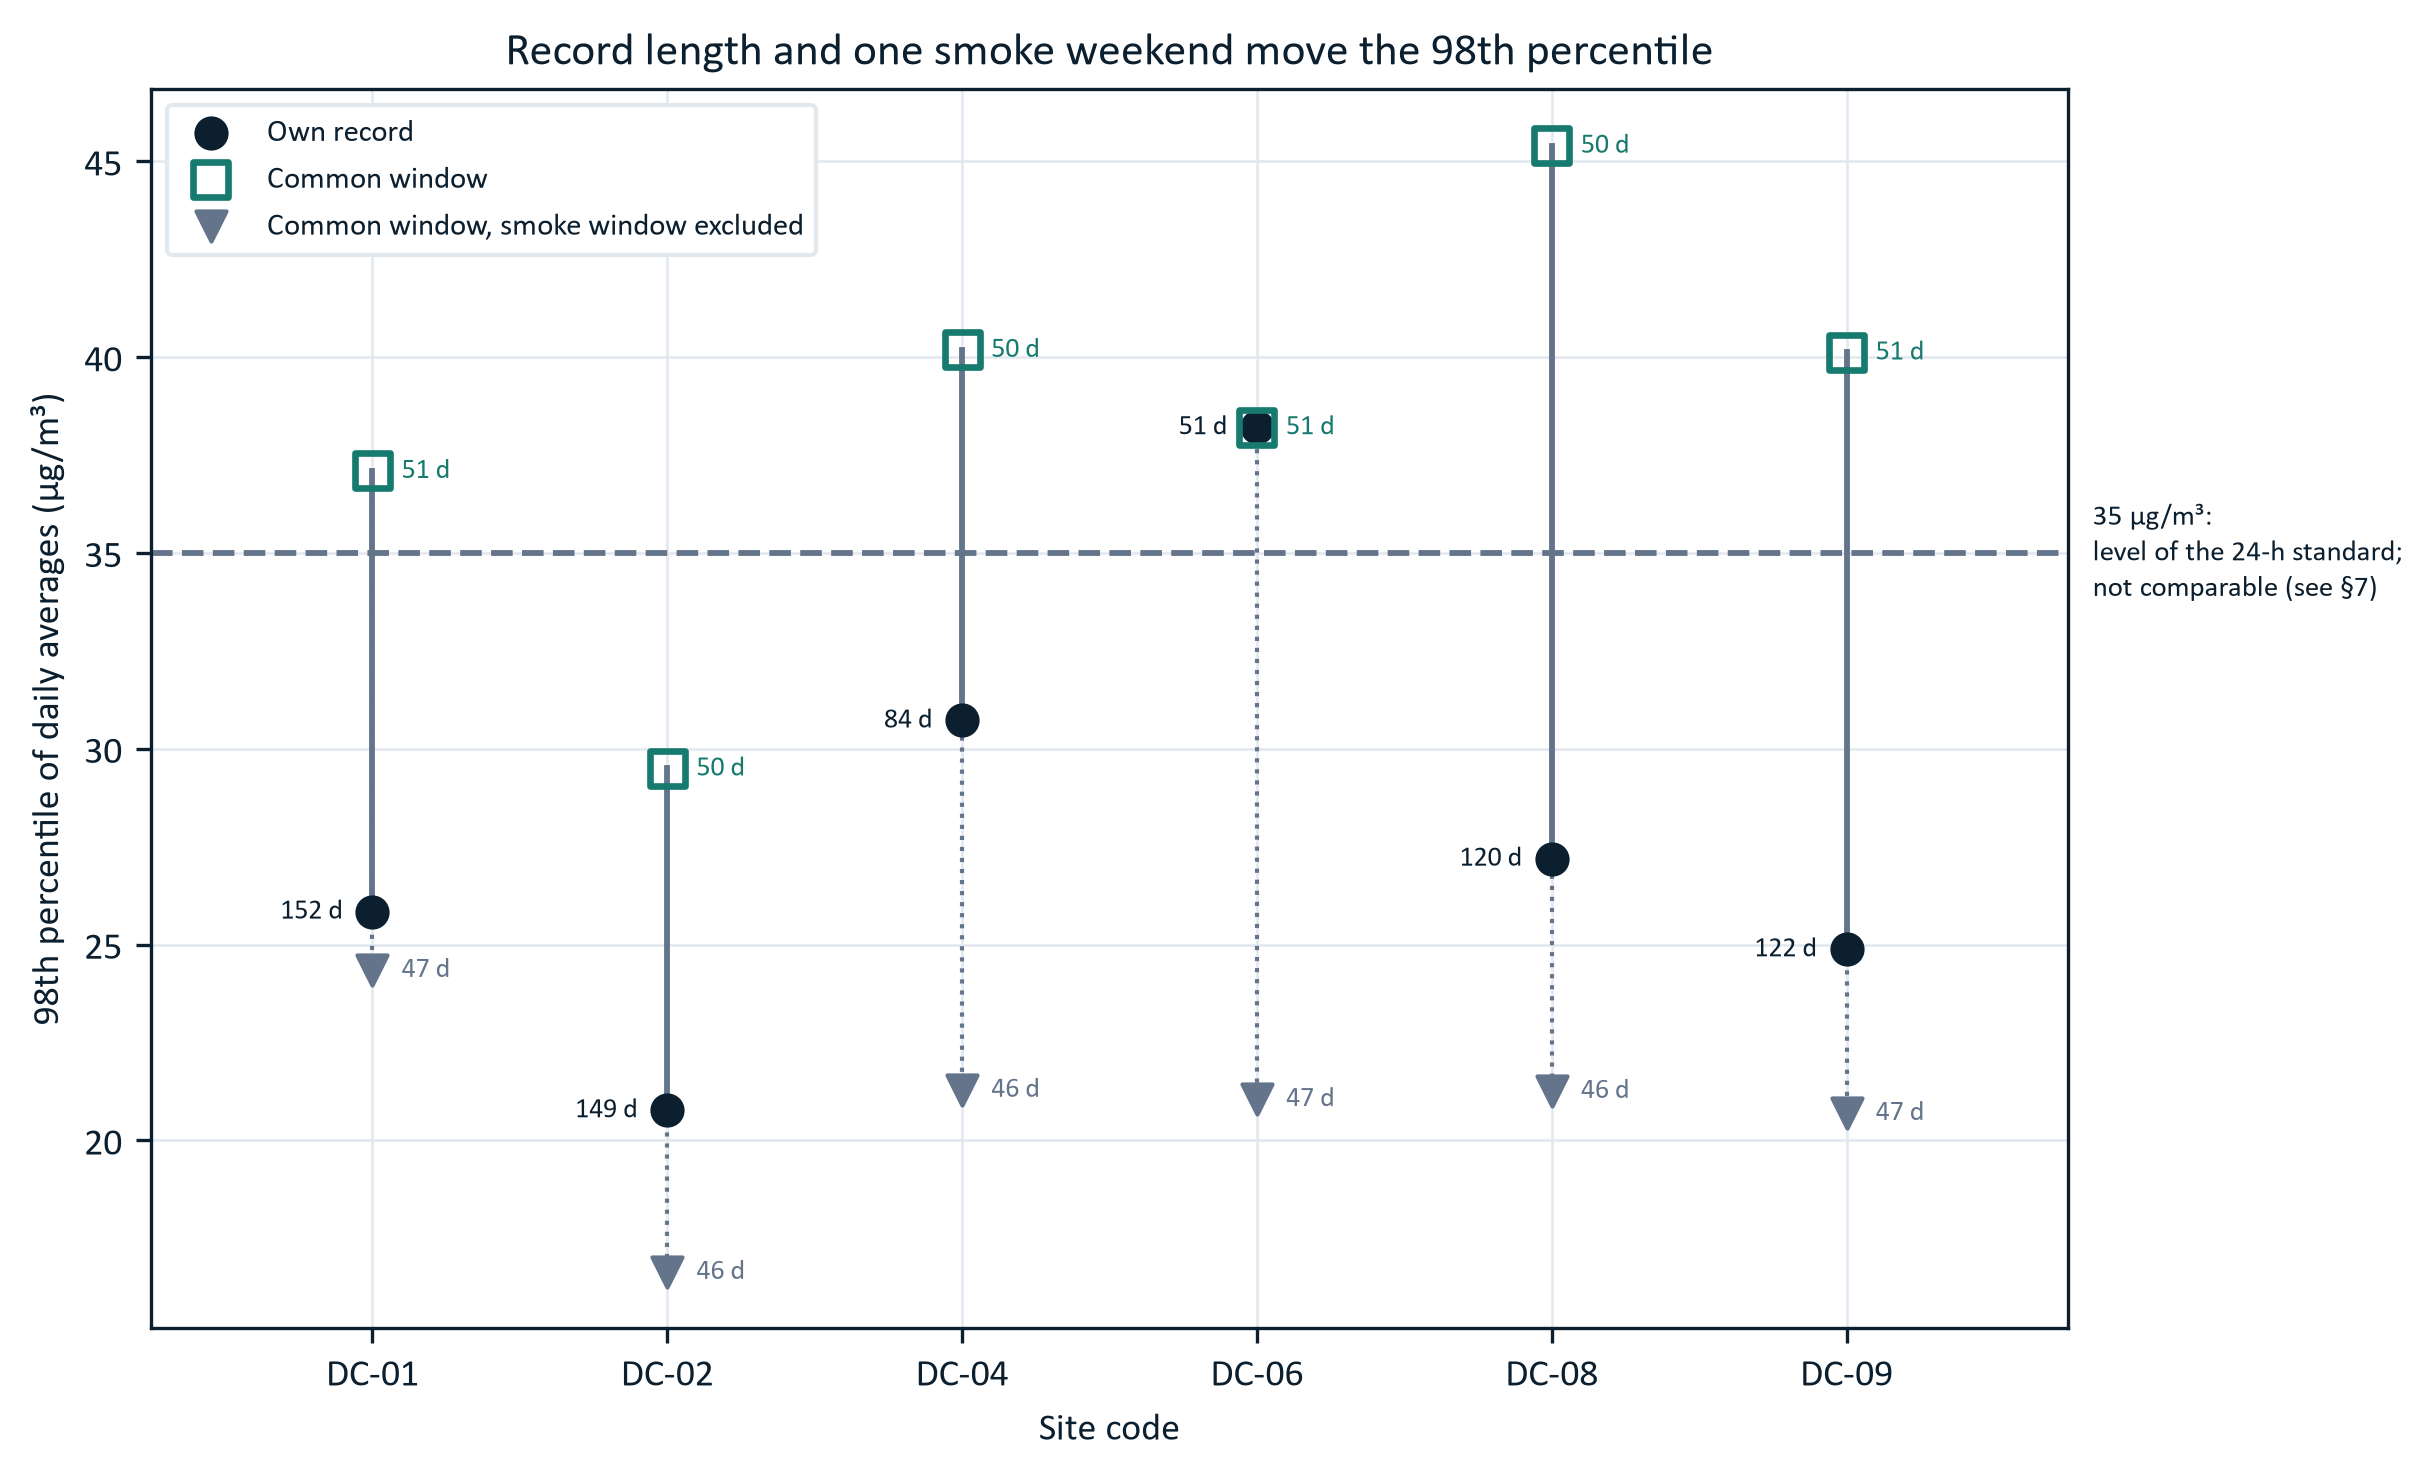 Record length and one smoke weekend move the 98th percentile
Own record
Common window
Common window, smoke window excluded
98th percentile of daily averages (µg/m³)
45
40
35
30
25
20
50 d
50 d
51 d
51 d
51 d
51 d
35 µg/m³:
level of the 24-h standard;
not comparable (see §7)
50 d
84 d
120 d
152 d
122 d
47 d
149 d
46 d
47 d
46 d
47 d
46 d
DC-01
DC-02
DC-04
DC-06
DC-08
DC-09
Site code